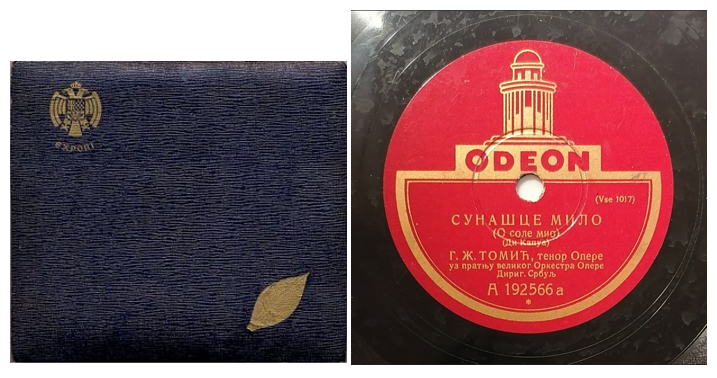 EXPORT
ODEON
(Vse 1017)
СУНАШЦЕ МИЛО
(О соле мио)
(Ди Капуа)
Г. Ж. ТОМИЋ, тенор Опере
уз пратњу великог Оркестра Опере
Дириг. Србуљ
A 192566 a
*